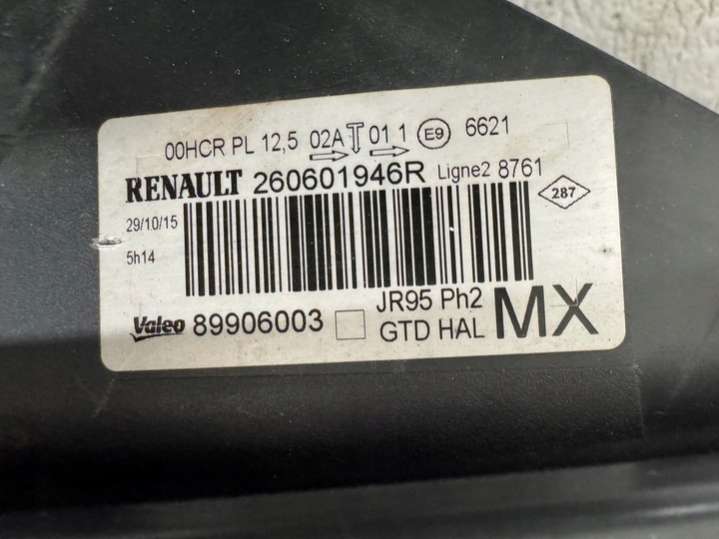 00HCR PL 12,5 02A 01 1 E9 6621
RENAULT 260601946R Ligne2 8761
287
29/10/15
5h14
JR95 Ph2
Valeo 89906003 GTD HAL MX